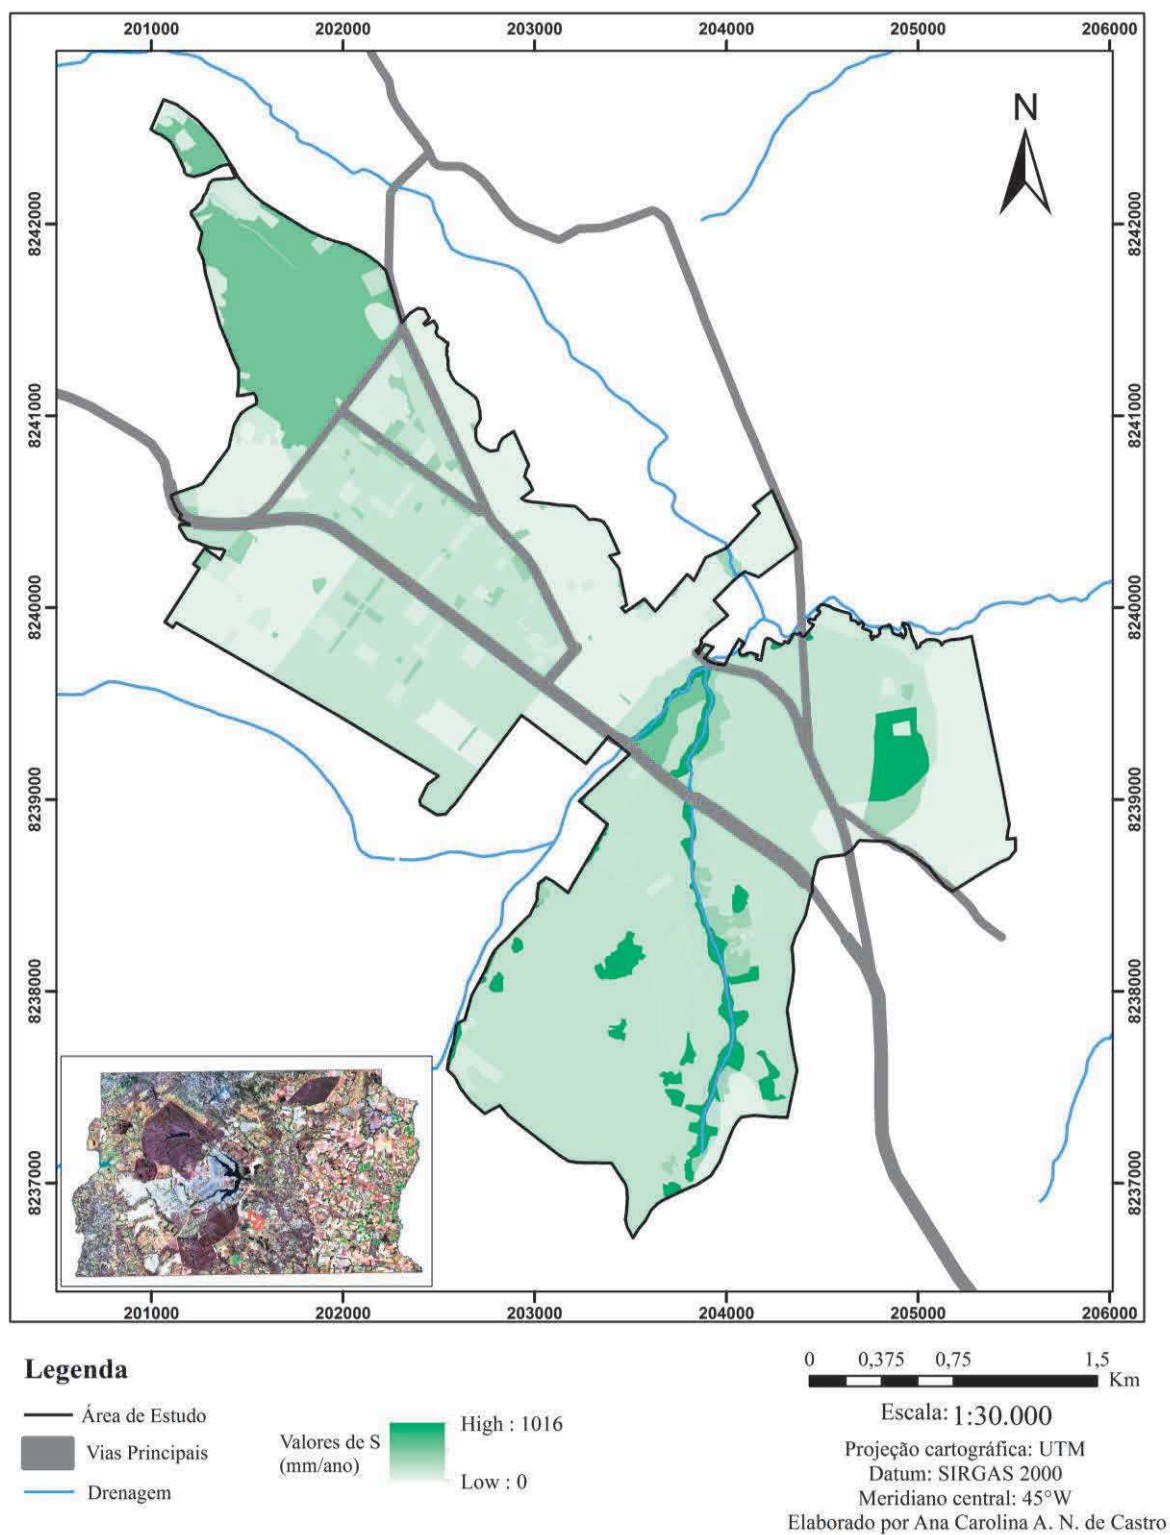 201000 202000 203000 204000 205000 206000
N
8242000 8242000
8241000 8241000
8240000 8240000
8239000 8239000
8238000 8238000
8237000 8237000
201000 202000 203000 204000 205000 206000
Legenda
Área de Estudo
Vias Principais
Drenagem
Valores de S
(mm/ano)
High : 1016
Low : 0
0 0,375 0,75 1,5
Km
Escala: 1:30.000
Projeção cartográfica: UTM
Datum: SIRGAS 2000
Meridiano central: 45°W
Elaborado por Ana Carolina A. N. de Castro